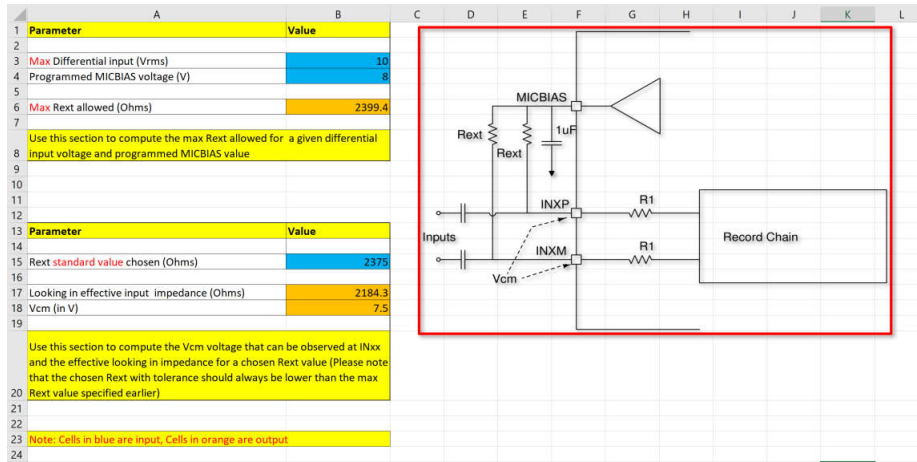 A B C D E F G H I J K L
1 Parameter Value
2
3 Max Differential input (Vrms) 10
4 Programmed MICBIAS voltage (V) 8
5
6 Max Rext allowed (Ohms) 2399.4
7
Use this section to compute the max Rext allowed for a given differential
8 input voltage and programmed MICBIAS value
9
10
11
12
13 Parameter Value
14
15 Rext standard value chosen (Ohms) 2375
16
17 Looking in effective input impedance (Ohms) 2184.3
18 Vcm (in V) 7.5
19
Use this section to compute the Vcm voltage that can be observed at INxx
and the effective looking in impedance for a chosen Rext value (Please note
that the chosen Rext with tolerance should always be lower than the max
20 Rext value specified earlier)
21
22
23 Note: Cells in blue are input, Cells in orange are output
24
MICBIAS
Rext
1uF
Rext
INXP
R1
Inputs
Record Chain
INXM
R1
Vcm